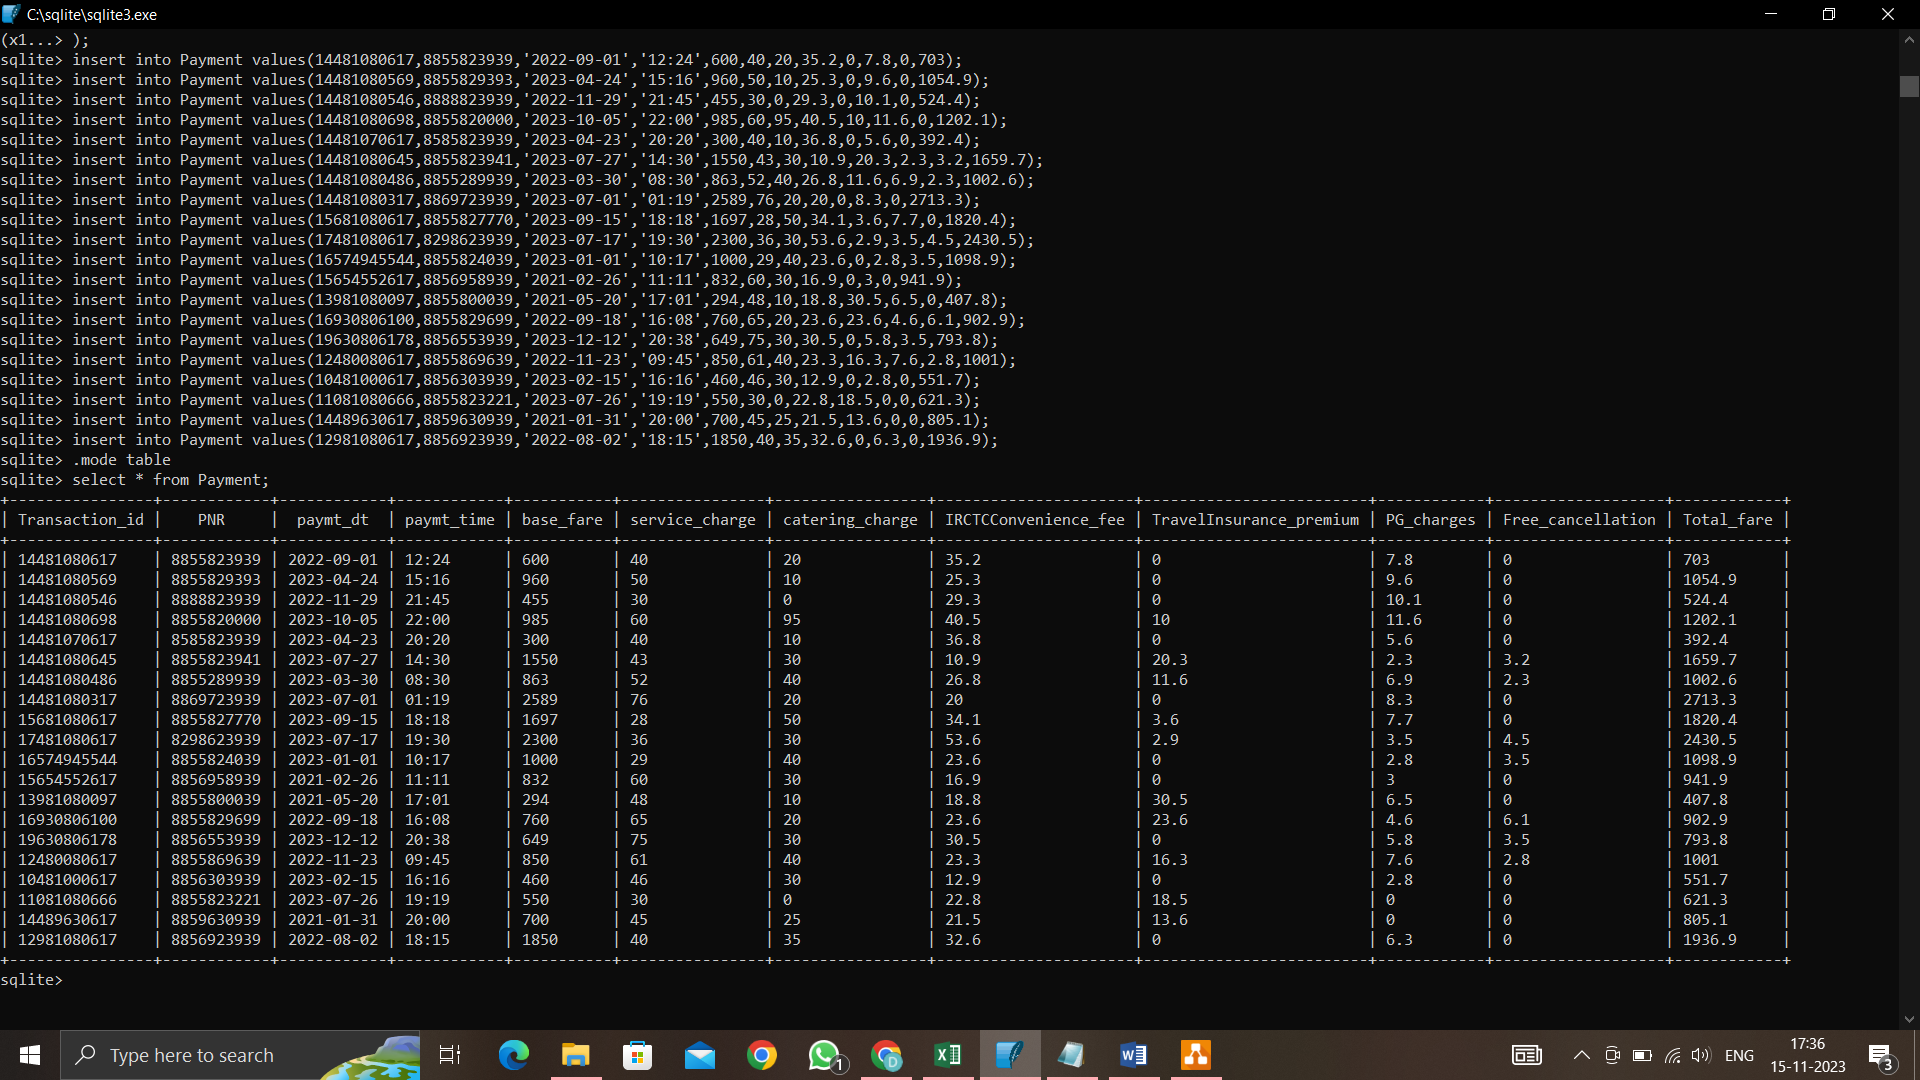 C:\sqlite\sqlite3.exe
(x1...> );
sqlite> insert into Payment values(14481080617,8855823939,'2022-09-01','12:24',600,40,20,35.2,0,7.8,0,703);
sqlite> insert into Payment values(14481080569,8855829393,'2023-04-24','15:16',960,50,10,25.3,0,9.6,0,1054.9);
sqlite> insert into Payment values(14481080546,8888823939,'2022-11-29','21:45',455,30,0,29.3,0,10.1,0,524.4);
sqlite> insert into Payment values(14481080698,8855820000,'2023-10-05','22:00',985,60,95,40.5,10,11.6,0,1202.1);
sqlite> insert into Payment values(14481070617,8585823939,'2023-04-23','20:20',300,40,10,36.8,0,5.6,0,392.4);
sqlite> insert into Payment values(14481080645,8855823941,'2023-07-27','14:30',1550,43,30,10.9,20.3,2.3,3.2,1659.7);
sqlite> insert into Payment values(14481080486,8855289939,'2023-03-30','08:30',863,52,40,26.8,11.6,6.9,2.3,1002.6);
sqlite> insert into Payment values(14481080317,8869723939,'2023-07-01','01:19',2589,76,20,20,0,8.3,0,2713.3);
sqlite> insert into Payment values(15681080617,8855827770,'2023-09-15','18:18',1697,28,50,34.1,3.6,7.7,0,1820.4);
sqlite> insert into Payment values(17481080617,8298623939,'2023-07-17','19:30',2300,36,30,53.6,2.9,3.5,4.5,2430.5);
sqlite> insert into Payment values(16574945544,8855824039,'2023-01-01','10:17',1000,29,40,23.6,0,2.8,3.5,1098.9);
sqlite> insert into Payment values(15654552617,8856958939,'2021-02-26','11:11',832,60,30,16.9,0,3,0,941.9);
sqlite> insert into Payment values(13981080097,8855800039,'2021-05-20','17:01',294,48,10,18.8,30.5,6.5,0,407.8);
sqlite> insert into Payment values(16930806100,8855829699,'2022-09-18','16:08',760,65,20,23.6,23.6,4.6,6.1,902.9);
sqlite> insert into Payment values(19630806178,8856553939,'2023-12-12','20:38',649,75,30,30.5,0,5.8,3.5,793.8);
sqlite> insert into Payment values(12480080617,8855869639,'2022-11-23','09:45',850,61,40,23.3,16.3,7.6,2.8,1001);
sqlite> insert into Payment values(10481000617,8856303939,'2023-02-15','16:16',460,46,30,12.9,0,2.8,0,551.7);
sqlite> insert into Payment values(11081080666,8855823221,'2023-07-26','19:19',550,30,0,22.8,18.5,0,0,621.3);
sqlite> insert into Payment values(14489630617,8859630939,'2021-01-31','20:00',700,45,25,21.5,13.6,0,0,805.1);
sqlite> insert into Payment values(12981080617,8856923939,'2022-08-02','18:15',1850,40,35,32.6,0,6.3,0,1936.9);
sqlite> .mode table
sqlite> select * from Payment;
| Transaction_id | PNR | paymt_dt | paymt_time | base_fare | service_charge | catering_charge | IRCTCConvenience_fee | TravelInsurance_premium | PG_charges | Free_cancellation | Total_fare |
| 14481080617 | 8855823939 | 2022-09-01 | 12:24 | 600 | 40 | 20 | 35.2 | 0 | 7.8 | 0 | 703 |
| 14481080569 | 8855829393 | 2023-04-24 | 15:16 | 960 | 50 | 10 | 25.3 | 0 | 9.6 | 0 | 1054.9 |
| 14481080546 | 8888823939 | 2022-11-29 | 21:45 | 455 | 30 | 0 | 29.3 | 0 | 10.1 | 0 | 524.4 |
| 14481080698 | 8855820000 | 2023-10-05 | 22:00 | 985 | 60 | 95 | 40.5 | 10 | 11.6 | 0 | 1202.1 |
| 14481070617 | 8585823939 | 2023-04-23 | 20:20 | 300 | 40 | 10 | 36.8 | 0 | 5.6 | 0 | 392.4 |
| 14481080645 | 8855823941 | 2023-07-27 | 14:30 | 1550 | 43 | 30 | 10.9 | 20.3 | 2.3 | 3.2 | 1659.7 |
| 14481080486 | 8855289939 | 2023-03-30 | 08:30 | 863 | 52 | 40 | 26.8 | 11.6 | 6.9 | 2.3 | 1002.6 |
| 14481080317 | 8869723939 | 2023-07-01 | 01:19 | 2589 | 76 | 20 | 20 | 0 | 8.3 | 0 | 2713.3 |
| 15681080617 | 8855827770 | 2023-09-15 | 18:18 | 1697 | 28 | 50 | 34.1 | 3.6 | 7.7 | 0 | 1820.4 |
| 17481080617 | 8298623939 | 2023-07-17 | 19:30 | 2300 | 36 | 30 | 53.6 | 2.9 | 3.5 | 4.5 | 2430.5 |
| 16574945544 | 8855824039 | 2023-01-01 | 10:17 | 1000 | 29 | 40 | 23.6 | 0 | 2.8 | 3.5 | 1098.9 |
| 15654552617 | 8856958939 | 2021-02-26 | 11:11 | 832 | 60 | 30 | 16.9 | 0 | 3 | 0 | 941.9 |
| 13981080097 | 8855800039 | 2021-05-20 | 17:01 | 294 | 48 | 10 | 18.8 | 30.5 | 6.5 | 0 | 407.8 |
| 16930806100 | 8855829699 | 2022-09-18 | 16:08 | 760 | 65 | 20 | 23.6 | 23.6 | 4.6 | 6.1 | 902.9 |
| 19630806178 | 8856553939 | 2023-12-12 | 20:38 | 649 | 75 | 30 | 30.5 | 0 | 5.8 | 3.5 | 793.8 |
| 12480080617 | 8855869639 | 2022-11-23 | 09:45 | 850 | 61 | 40 | 23.3 | 16.3 | 7.6 | 2.8 | 1001 |
| 10481000617 | 8856303939 | 2023-02-15 | 16:16 | 460 | 46 | 30 | 12.9 | 0 | 2.8 | 0 | 551.7 |
| 11081080666 | 8855823221 | 2023-07-26 | 19:19 | 550 | 30 | 0 | 22.8 | 18.5 | 0 | 0 | 621.3 |
| 14489630617 | 8859630939 | 2021-01-31 | 20:00 | 700 | 45 | 25 | 21.5 | 13.6 | 0 | 0 | 805.1 |
| 12981080617 | 8856923939 | 2022-08-02 | 18:15 | 1850 | 40 | 35 | 32.6 | 0 | 6.3 | 0 | 1936.9 |
sqlite>
Type here to search
1
D
ENG
17:36
15-11-2023
3